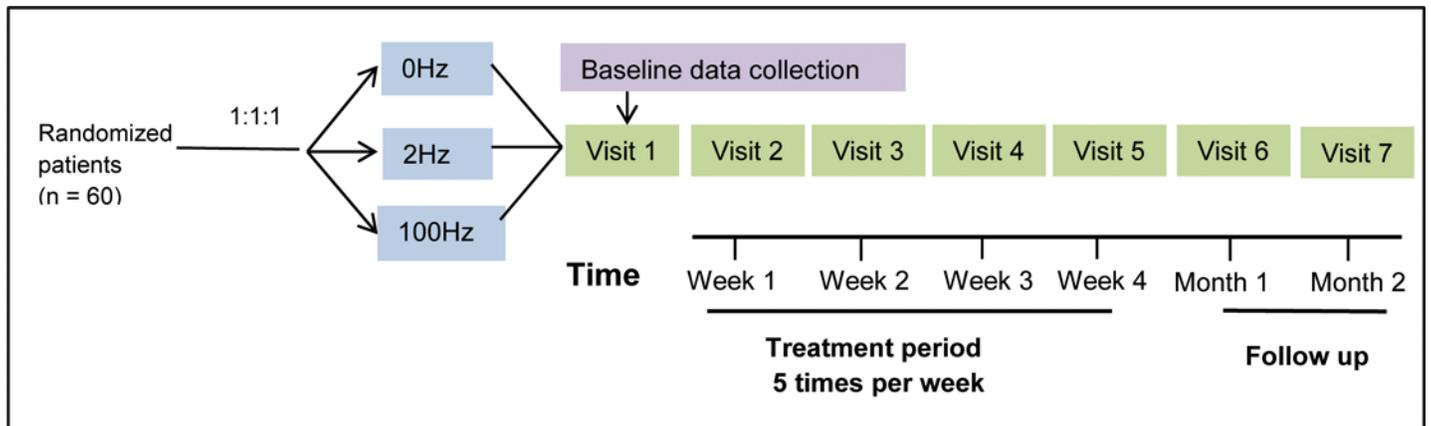 0Hz
Baseline data collection
1:1:1
Randomized
patients
(n = 60)
2Hz
Visit 1 Visit 2 Visit 3 Visit 4 Visit 5 Visit 6 Visit 7
100Hz
Time
Week 1 Week 2 Week 3 Week 4 Month 1 Month 2
Treatment period
5 times per week
Follow up